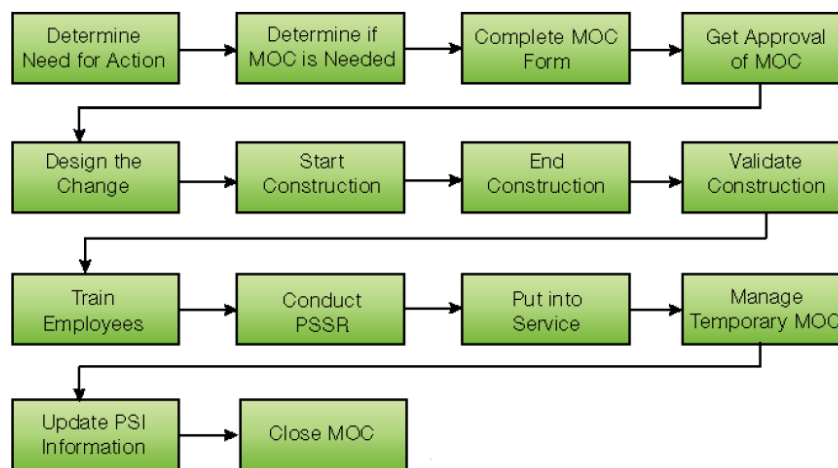 Determine
Need for Action
Determine if
MOC is Needed
Complete MOC
Form
Get Approval
of MOC
Design the
Change
Start
Construction
End
Construction
Validate
Construction
Train
Employees
Conduct
PSSR
Put into
Service
Manage
Temporary MOC
Update PSI
Information
Close MOC